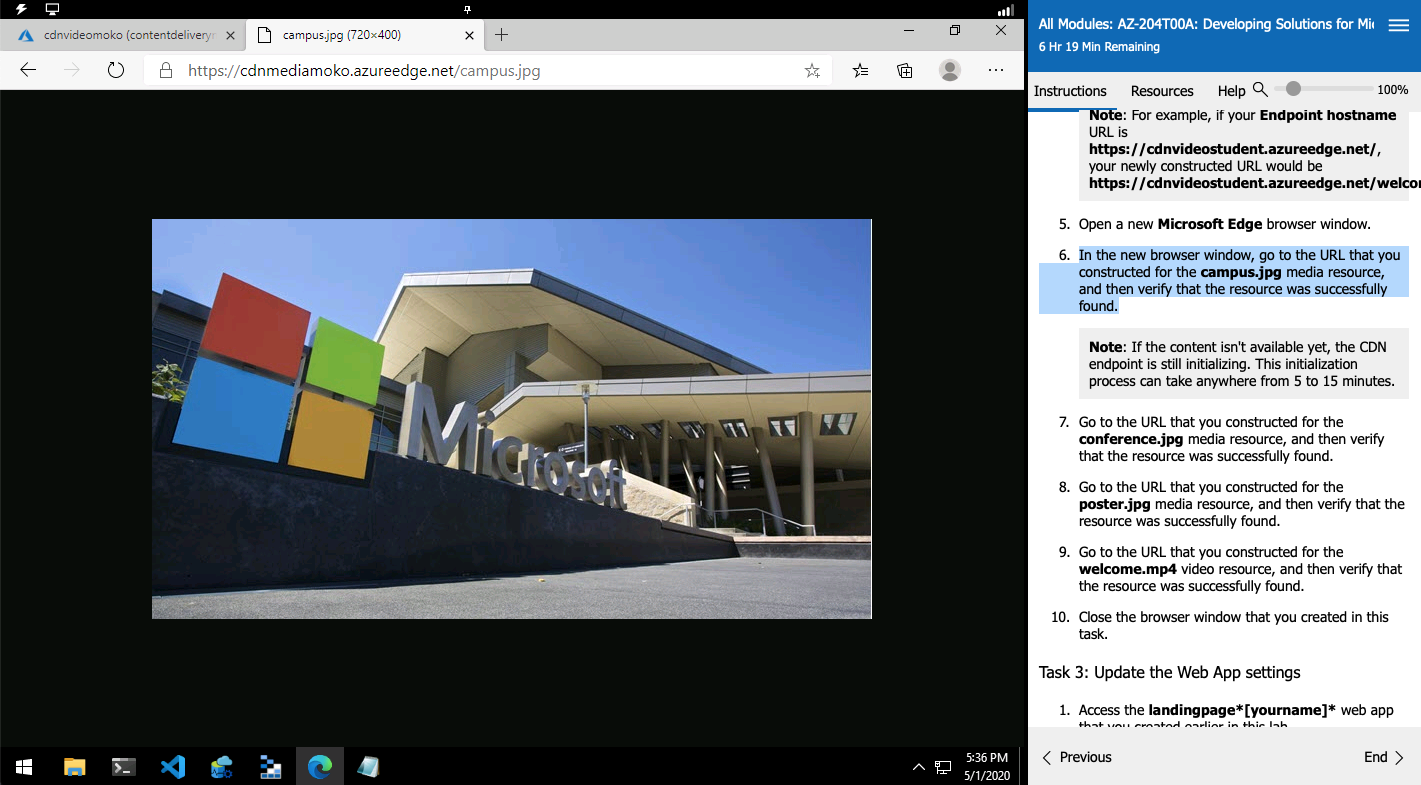 cdnvideomoko (contentdeliveryn
campus.jpg (720×400)
https://cdnmediamoko.azureedge.net/campus.jpg
Microsoft
5:36 PM
5/1/2020
All Modules: AZ-204T00A: Developing Solutions for Mic
6 Hr 19 Min Remaining
Instructions Resources Help 100%
Note: For example, if your Endpoint hostname
URL is
https://cdnvideostudent.azureedge.net/,
your newly constructed URL would be
https://cdnvideostudent.azureedge.net/welcom
5. Open a new Microsoft Edge browser window.
6. In the new browser window, go to the URL that you
constructed for the campus.jpg media resource,
and then verify that the resource was successfully
found.
Note: If the content isn't available yet, the CDN
endpoint is still initializing. This initialization
process can take anywhere from 5 to 15 minutes.
7. Go to the URL that you constructed for the
conference.jpg media resource, and then verify
that the resource was successfully found.
8. Go to the URL that you constructed for the
poster.jpg media resource, and then verify that the
resource was successfully found.
9. Go to the URL that you constructed for the
welcome.mp4 video resource, and then verify that
the resource was successfully found.
10. Close the browser window that you created in this
task.
Task 3: Update the Web App settings
1. Access the landingpage*[yourname]* web app
that you created earlier in this lab.
Previous
End